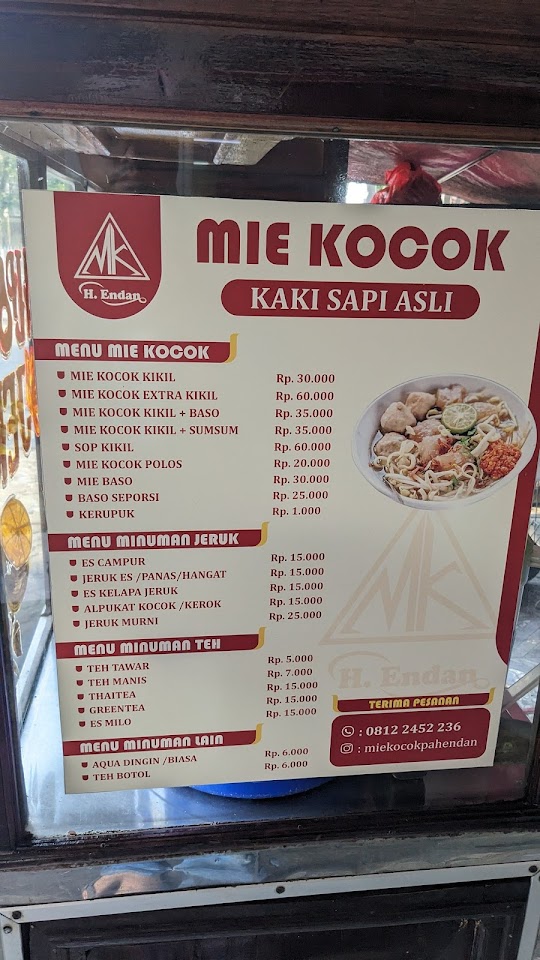 MK
H. Endan
MIE KOCOK
KAKI SAPI ASLI
MENU MIE KOCOK
MIE KOCOK KIKIL Rp. 30.000
MIE KOCOK EXTRA KIKIL Rp. 60.000
MIE KOCOK KIKIL + BASO Rp. 35.000
MIE KOCOK KIKIL + SUMSUM Rp. 35.000
SOP KIKIL Rp. 60.000
MIE KOCOK POLOS Rp. 20.000
MIE BASO Rp. 30.000
BASO SEPORSI Rp. 25.000
KERUPUK Rp. 1.000
MENU MINUMAN JERUK
ES CAMPUR Rp. 15.000
JERUK ES /PANAS/HANGAT Rp. 15.000
ES KELAPA JERUK Rp. 15.000
ALPUKAT KOCOK /KEROK Rp. 15.000
JERUK MURNI Rp. 25.000
MENU MINUMAN TEH
TEH TAWAR Rp. 5.000
TEH MANIS Rp. 7.000
THAITEA Rp. 15.000
GREENTEA Rp. 15.000
ES MILO Rp. 15.000
MENU MINUMAN LAIN
AQUA DINGIN /BIASA Rp. 6.000
TEH BOTOL Rp. 6.000
MK
H. Endan
TERIMA PESANAN
: 0812 2452 236
: miekocokpahendan